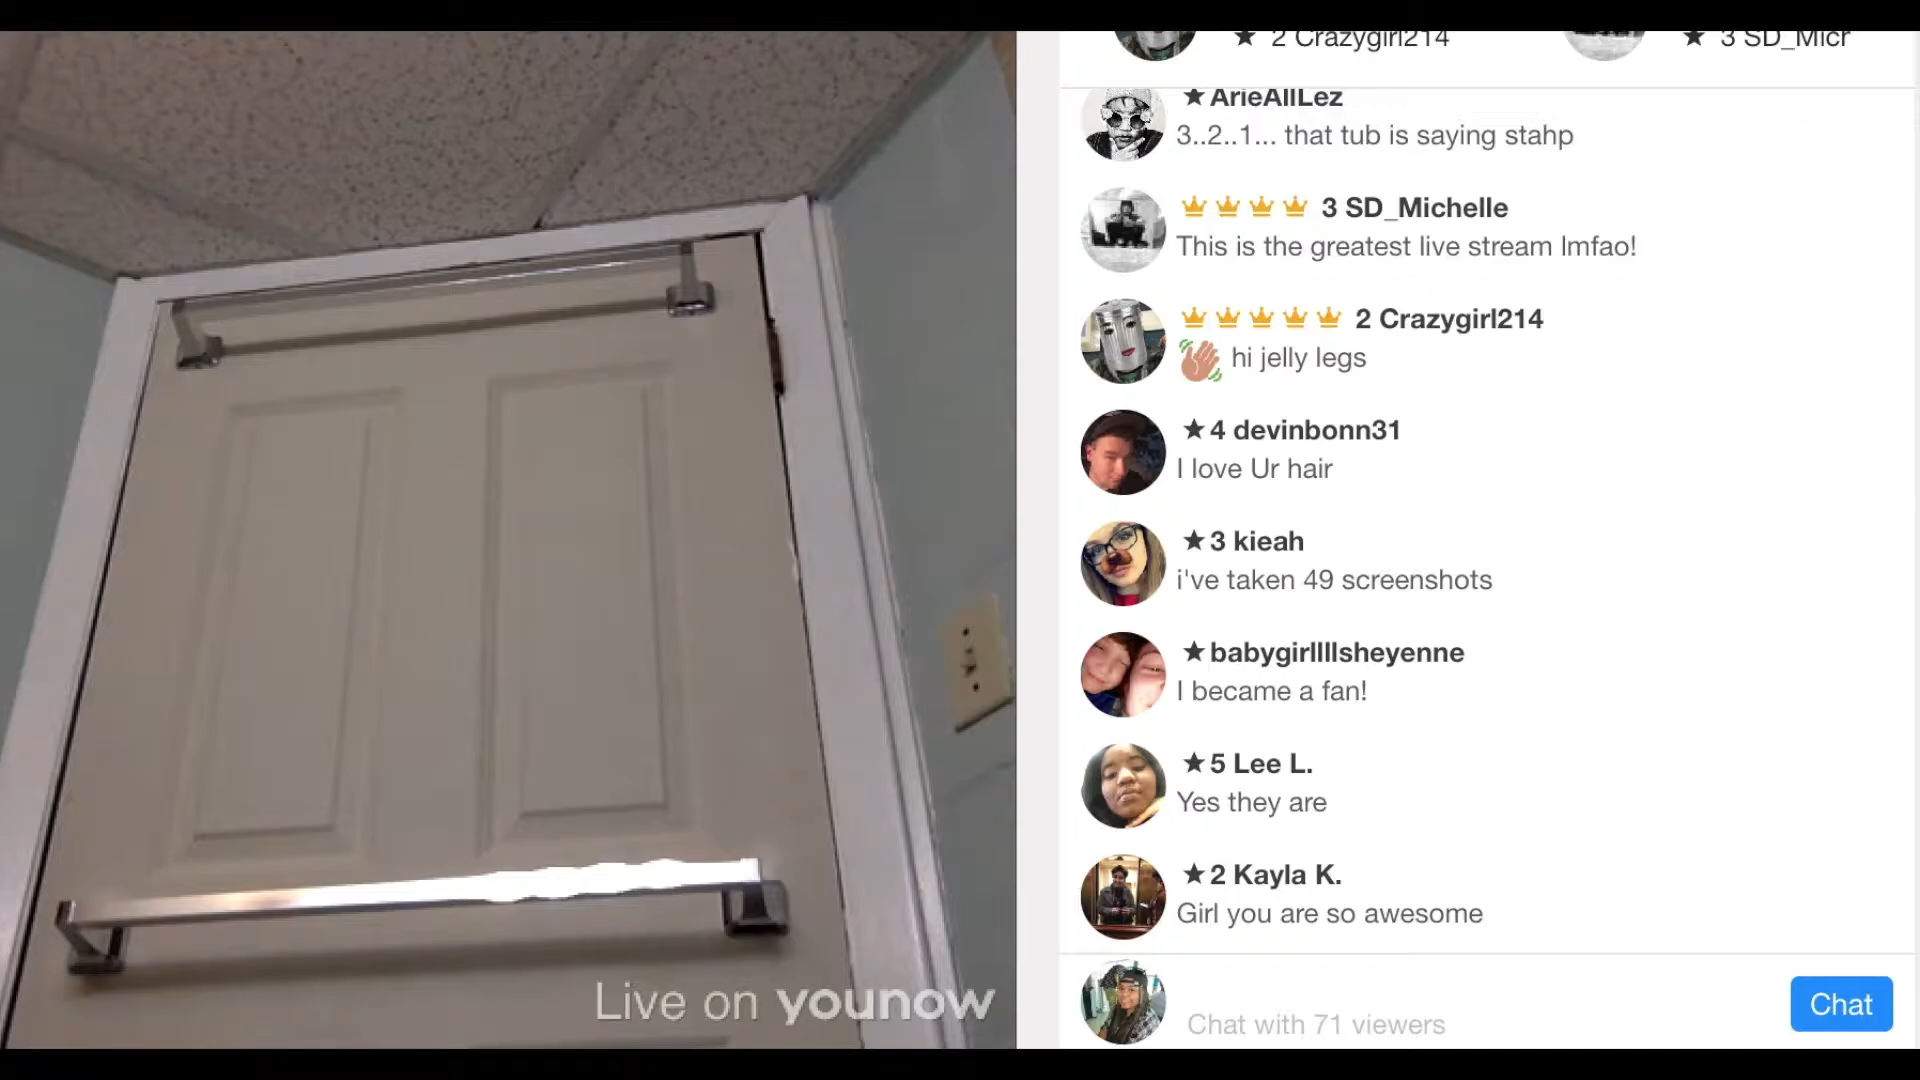 2 Crazygirl214
3 SD_Micr
ArieAllLez
3..2..1... that tub is saying stahp
3 SD_Michelle
This is the greatest live stream lmfao!
2 Crazygirl214
hi jelly legs
4 devinbonn31
I love Ur hair
3 kieah
i've taken 49 screenshots
babygirllllsheyenne
I became a fan!
5 Lee L.
Yes they are
2 Kayla K.
Girl you are so awesome
Live on younow
Chat with 71 viewers
Chat